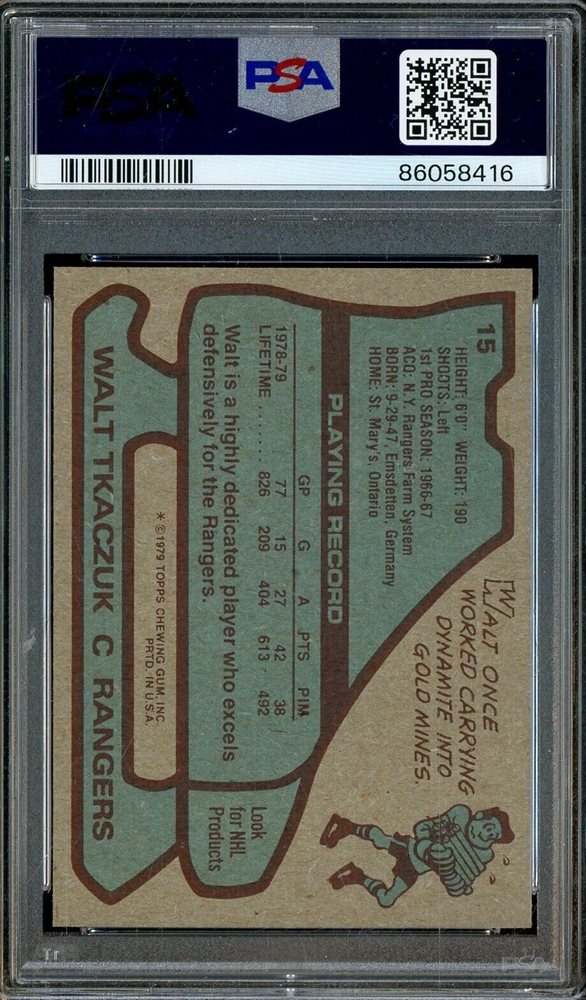 PSA
PSA
86058416
15
HEIGHT: 6'0" WEIGHT: 190
SHOOTS: Left
1st PRO SEASON: 1966-67
ACQ: N.Y. Rangers Farm System
BORN: 9-29-47 Emsdetten, Germany
HOME: St. Mary's, Ontario
WALT ONCE
WORKED CARRYING
DYNAMITE INTO
GOLD MINES.
PLAYING RECORD
GP G A PTS PIM
1978-79 77 15 27 42 38
LIFETIME . . . . . . . 826 209 404 613 492
Walt is a highly dedicated player who excels
defensively for the Rangers.
Look
for NHL
Products
* © 1979 TOPPS CHEWING GUM, INC.
PRTD. IN U.S.A.
WALT TKACZUK C RANGERS
PSA